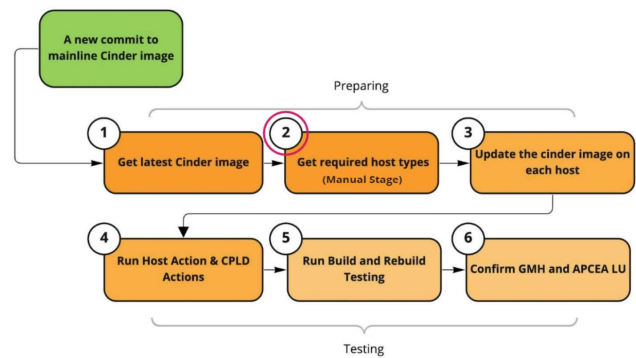 A new commit to
mainline Cinder image
Preparing
1
Get latest Cinder image
2
Get required host types
(Manual Stage)
3
Update the cinder image on
each host
4
Run Host Action & CPLD
Actions
5
Run Build and Rebuild
Testing
6
Confirm GMH and APCEA LU
Testing